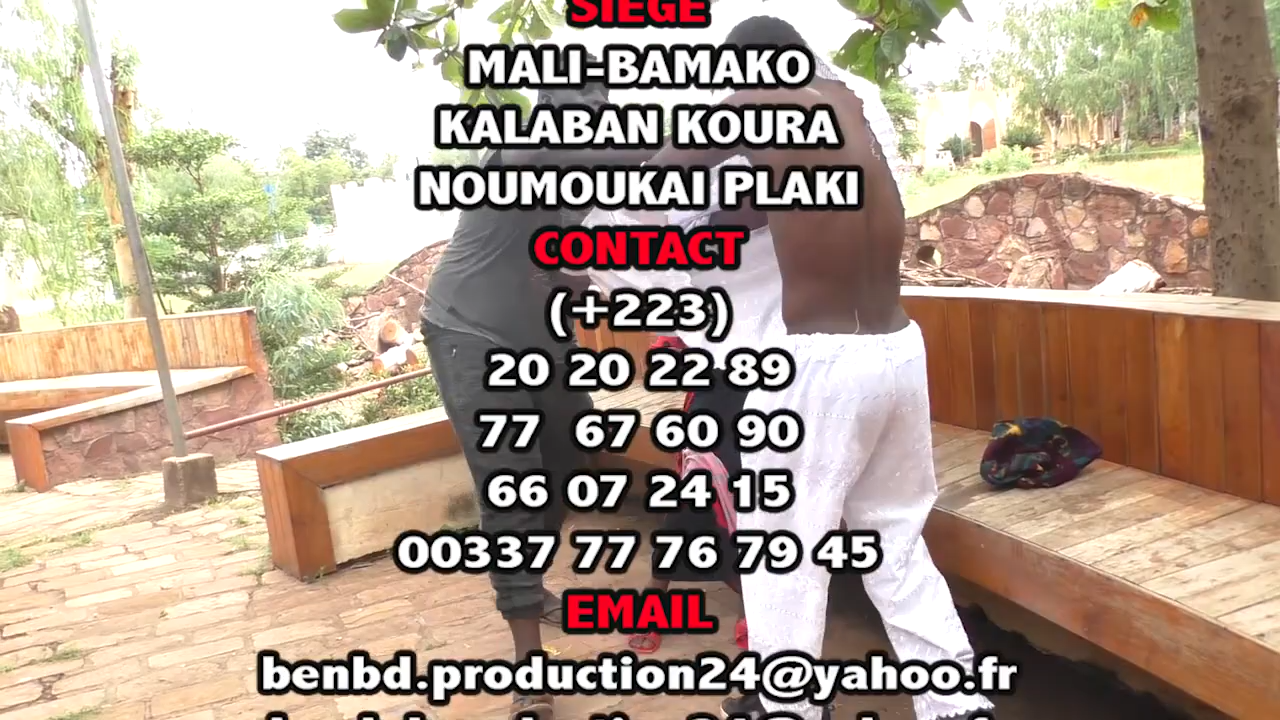 SIEGE
MALI-BAMAKO
KALABAN KOURA
NOUMOUKAI PLAKI
CONTACT
(+223)
20 20 22 89
77 67 60 90
66 07 24 15
00337 77 76 79 45
EMAIL
benbd.production24@yahoo.fr